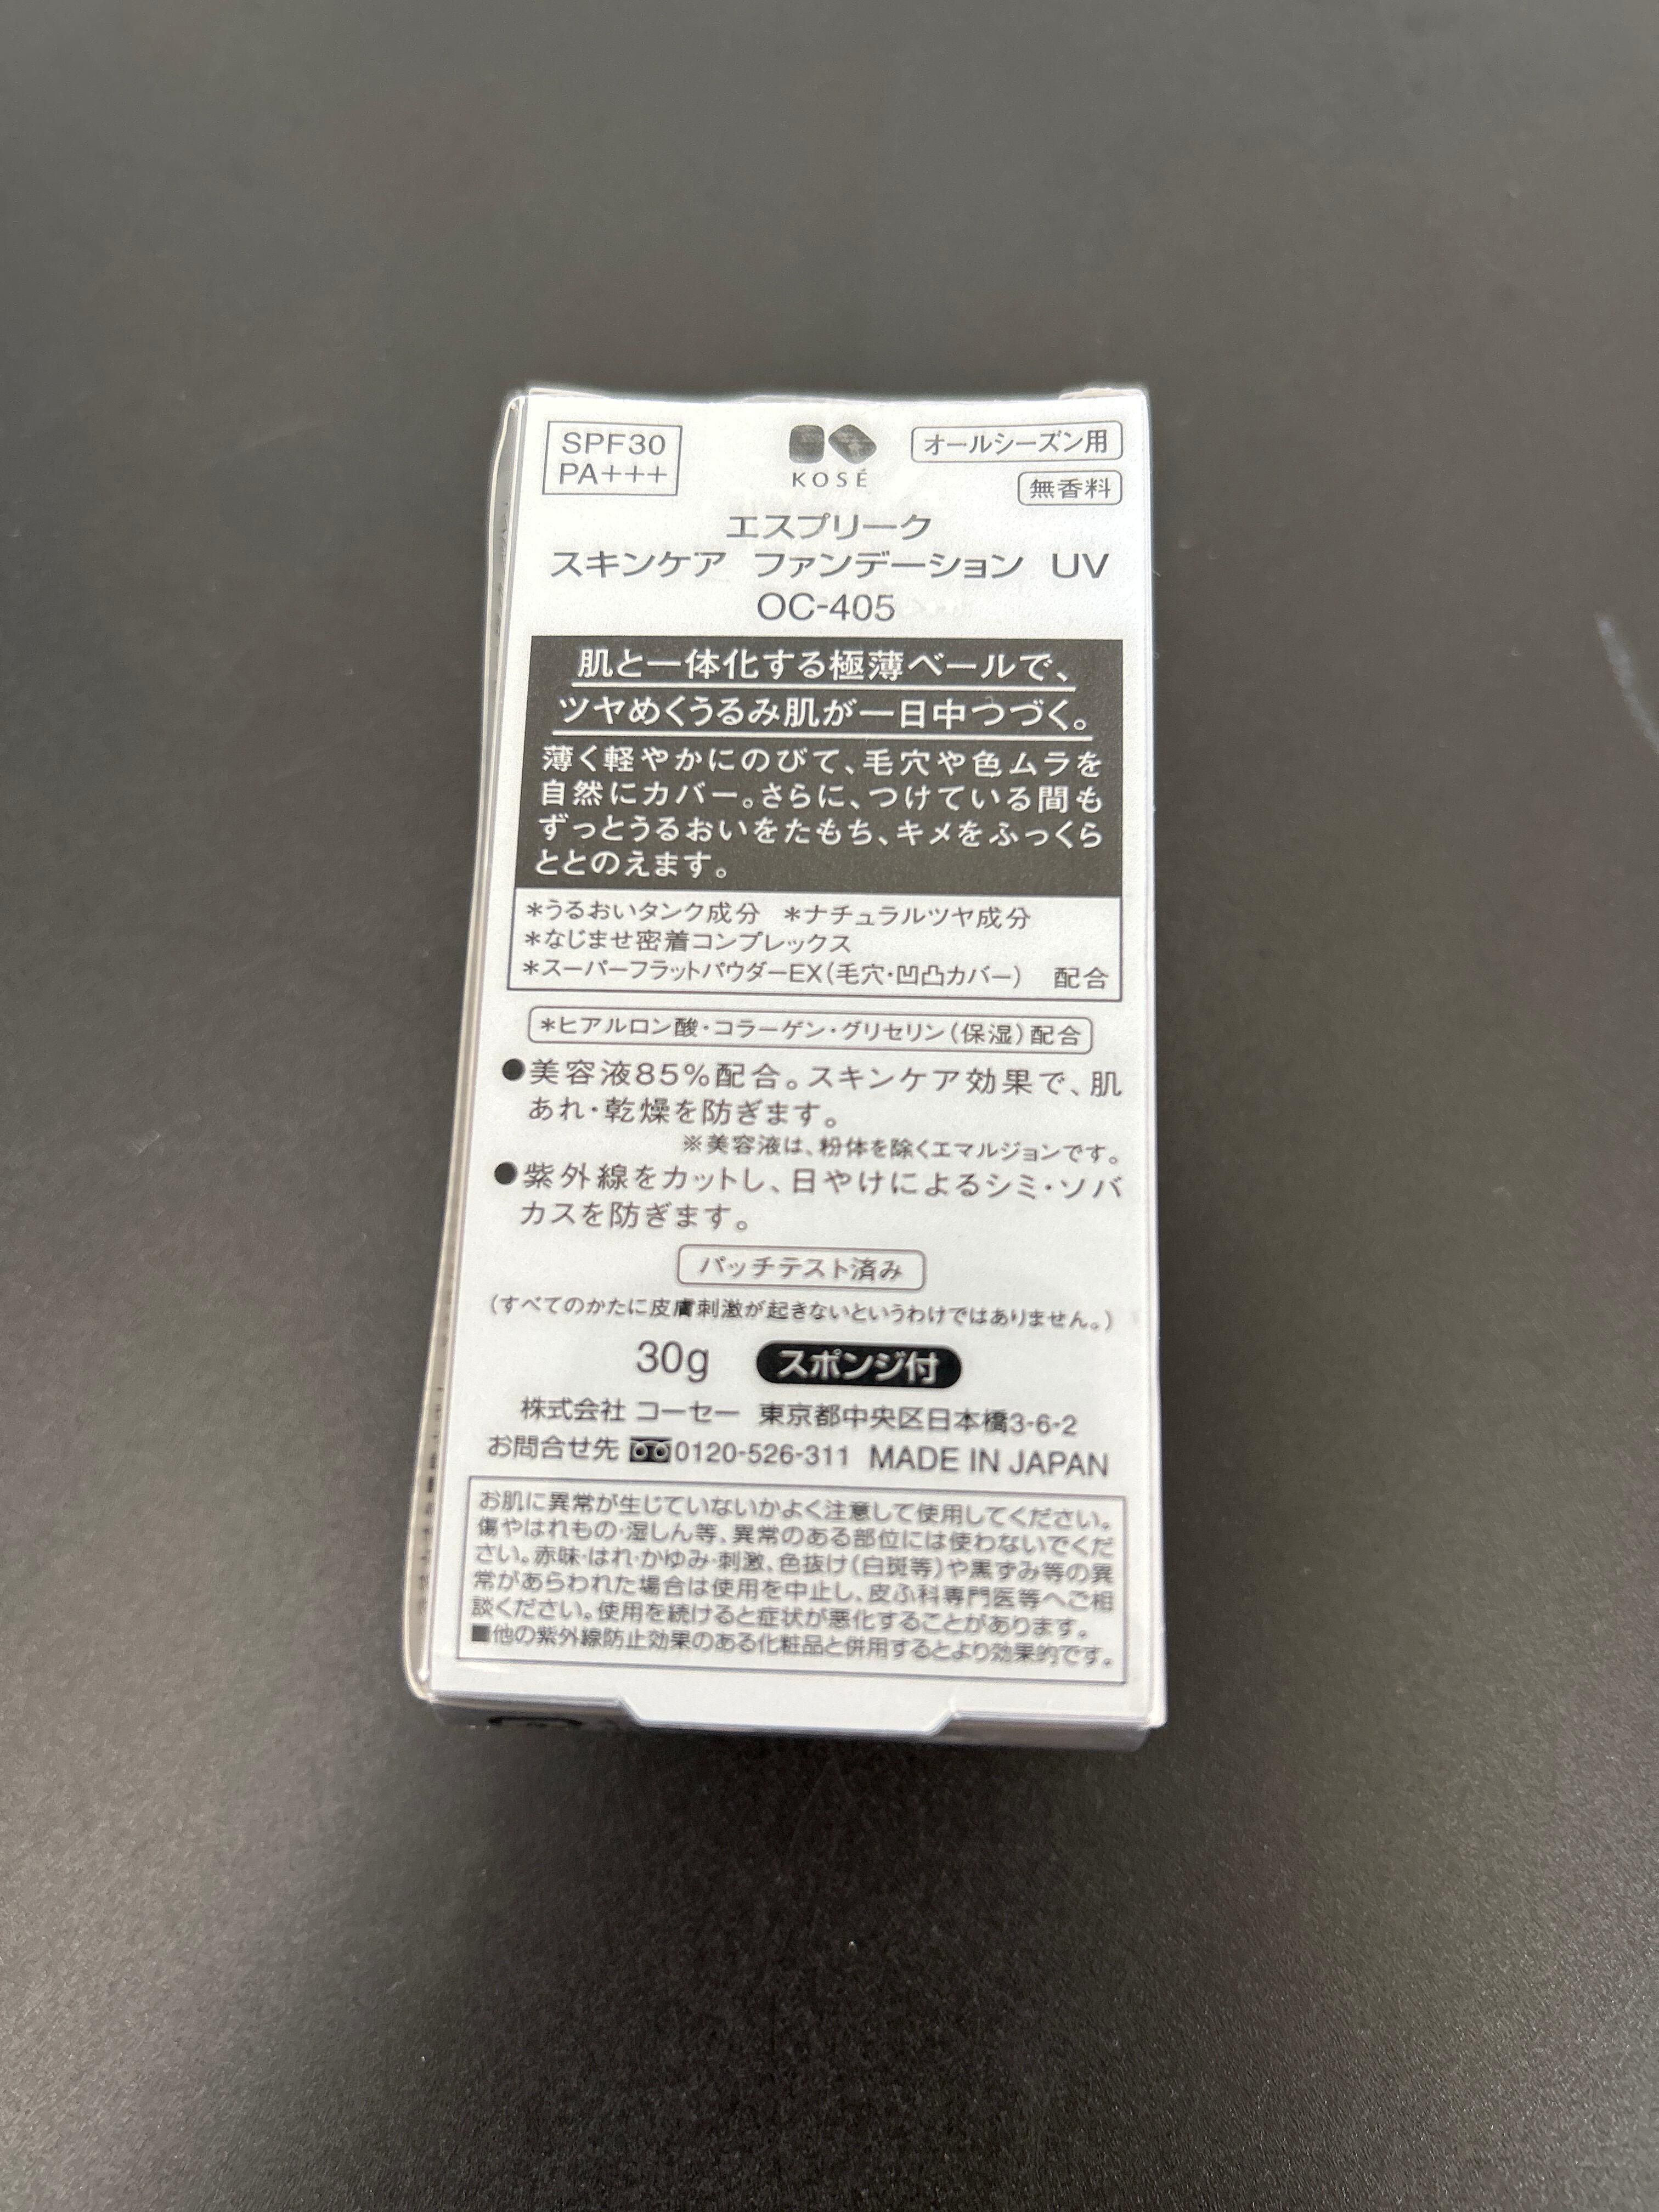 SPF30
PA+++
KOSÉ
オールシーズン用
無香料
エスプリーク
スキンケア ファンデーション UV
OC-405
肌と一体化する極薄ベールで、
ツヤめくうるみ肌が一日中つづく。
薄く軽やかにのびて、毛穴や色ムラを
自然にカバー。さらに、つけている間も
ずっとうるおいをたもち、キメをふっくら
ととのえます。
*うるおいタンク成分 *ナチュラルツヤ成分
*なじませ密着コンプレックス
*スーパーフラットパウダーEX(毛穴・凹凸カバー) 配合
*ヒアルロン酸・コラーゲン・グリセリン(保湿)配合
●美容液85%配合。スキンケア効果で、肌
あれ・乾燥を防ぎます。
※美容液は、粉体を除くエマルジョンです。
●紫外線をカットし、日やけによるシミ・ソバ
カスを防ぎます。
パッチテスト済み
(すべてのかたに皮膚刺激が起きないというわけではありません。)
30g スポンジ付
株式会社 コーセー 東京都中央区日本橋3-6-2
お問合せ先 0120-526-311 MADE IN JAPAN
お肌に異常が生じていないかよく注意して使用してください。
傷やはれもの・湿しん等、異常のある部位には使わないでくだ
さい。赤味・はれ・かゆみ・刺激、色抜け(白斑等)や黒ずみ等の異
常があらわれた場合は使用を中止し、皮ふ科専門医等へご相
談ください。使用を続けると症状が悪化することがあります。
■他の紫外線防止効果のある化粧品と併用するとより効果的です。